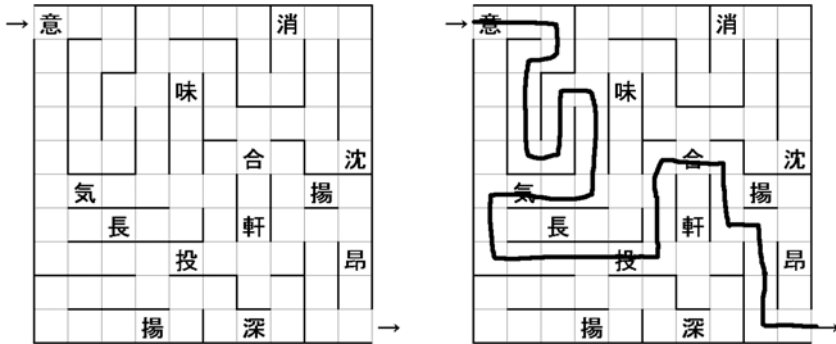 → 意 消
味
合 沈
気 揚
長 軒
投 昂
揚 深 →
意 消
味
合 沈
気 揚
長 軒
投 昂
揚 深 →